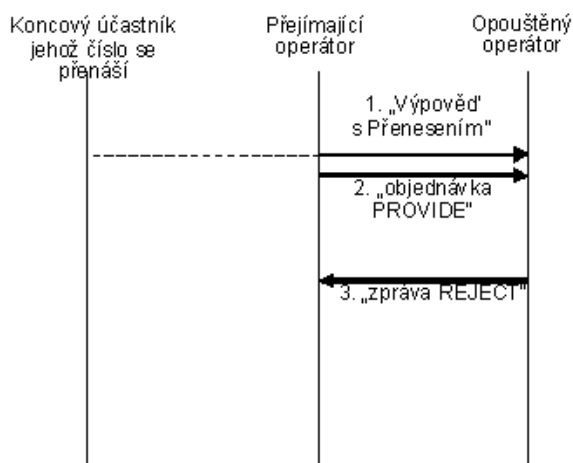 Koncový účastník
jehož číslo se
přenáší
Přejímající
operátor
Opouštěný
operátor
1. „Výpověď
s Přenesením"
2. „objednávka
PROVIDE"
3. „zpráva REJECT"